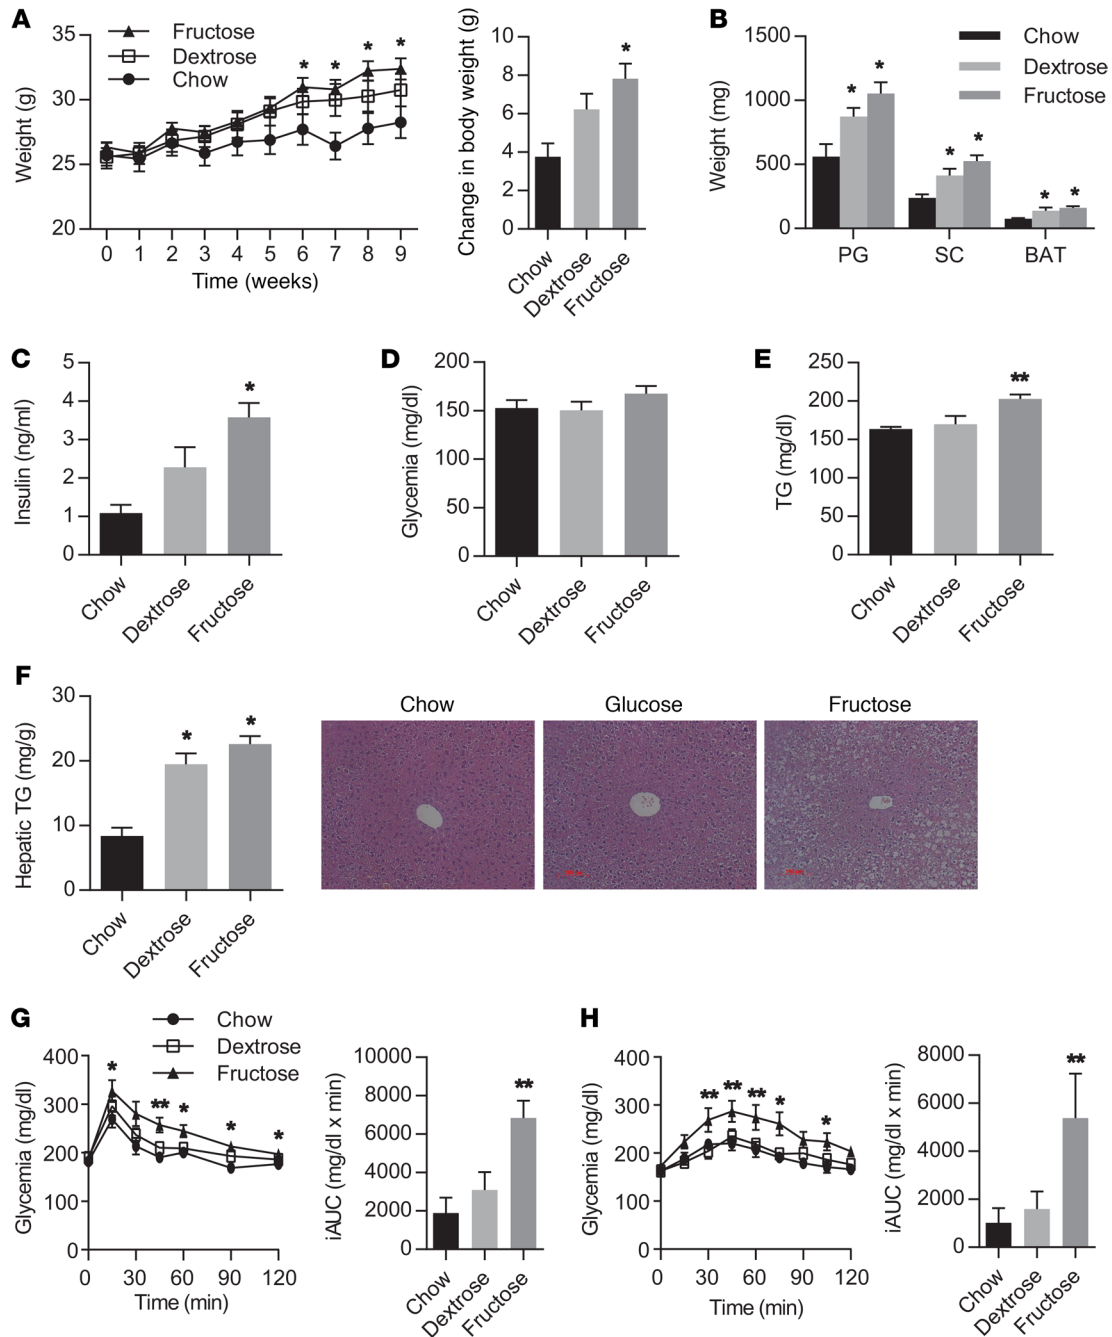 A
Weight (g)
35
30
25
20
Fructose
Dextrose
Chow
* * * *
0 1 2 3 4 5 6 7 8 9
Time (weeks)
Change in body weight (g)
10
8
6
4
2
0
*
Chow
Dextrose
Fructose
B
Weight (mg)
1500
1000
500
0
Chow
Dextrose
Fructose
* * * * * *
PG SC BAT
C
Insulin (ng/ml)
5
4
3
2
1
0
*
Chow
Dextrose
Fructose
D
Glycemia (mg/dl)
200
150
100
50
0
Chow
Dextrose
Fructose
E
TG (mg/dl)
250
200
150
100
50
0
**
Chow
Dextrose
Fructose
F
Hepatic TG (mg/g)
30
20
10
0
* *
Chow
Dextrose
Fructose
Chow Glucose Fructose
G
Chow
Dextrose
Fructose
Glycemia (mg/dl)
400
300
200
100
0
* ** * * *
0 30 60 90 120
Time (min)
iAUC (mg/dl x min)
10000
8000
6000
4000
2000
0
**
Chow
Dextrose
Fructose
H
Glycemia (mg/dl)
400
300
200
100
0
** ** ** * *
0 30 60 90 120
Time (min)
iAUC (mg/dl x min)
8000
6000
4000
2000
0
**
Chow
Dextrose
Fructose